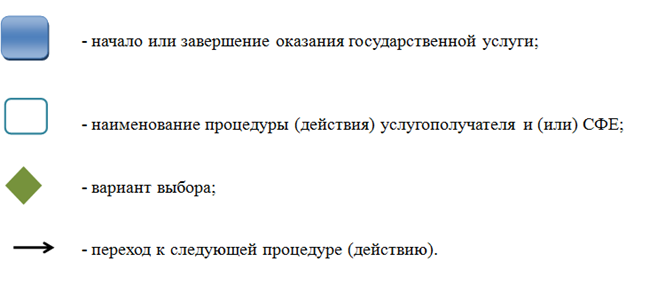 - начало или завершение оказания государственной услуги;
- наименование процедуры (действия) услугополучателя и (или) СФЕ;
- вариант выбора;
- переход к следующей процедуре (действию).